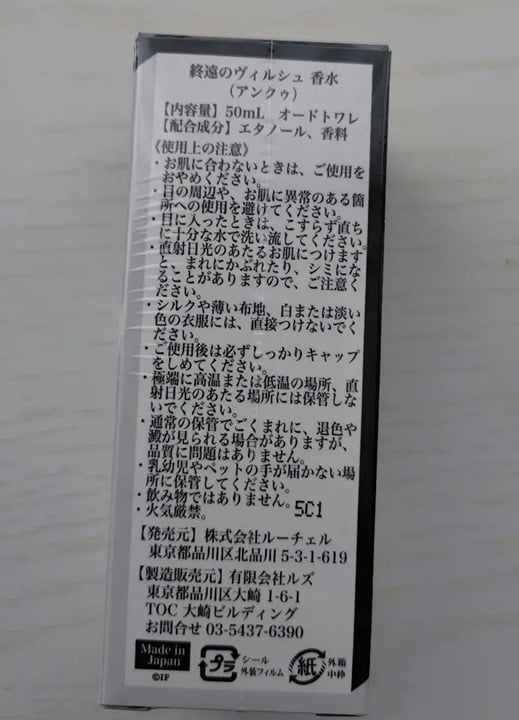 終遠のヴィルシュ 香水
（アンクゥ）
【内容量】50mL　オードトワレ
【配合成分】エタノール、香料
《使用上の注意》
・お肌に合わないときは、ご使用を
おやめください。
・目の周辺や、お肌に異常のある箇
所への使用を避けてください。
・目に入ったときは、こすらず直ち
に十分な水で洗い流してください。
・直射日光のあたるお肌につけます
と、まれにかぶれたり、シミにな
ることがありますので、ご注意く
ださい。
・シルクや薄い布地、白または淡い
色の衣服には、直接つけないでく
ださい。
・ご使用後は必ずしっかりキャップ
をしめてください。
・極端に高温または低温の場所、直
射日光のあたる場所には保管しな
いでください。
・通常の保管でごくまれに、退色や
澱が見られる場合がありますが、
品質に問題はありません。
・乳幼児やペットの手が届かない場
所に保管してください。
・飲み物ではありません。
・火気厳禁。 5C1
【発売元】株式会社ルーチェル
東京都品川区北品川 5-3-1-619
【製造販売元】有限会社ルズ
東京都品川区大崎 1-6-1
TOC 大崎ビルディング
お問合せ 03-5437-6390
Made in
Japan
©IF
プラ
シール
外装フィルム
紙
外箱
中枠